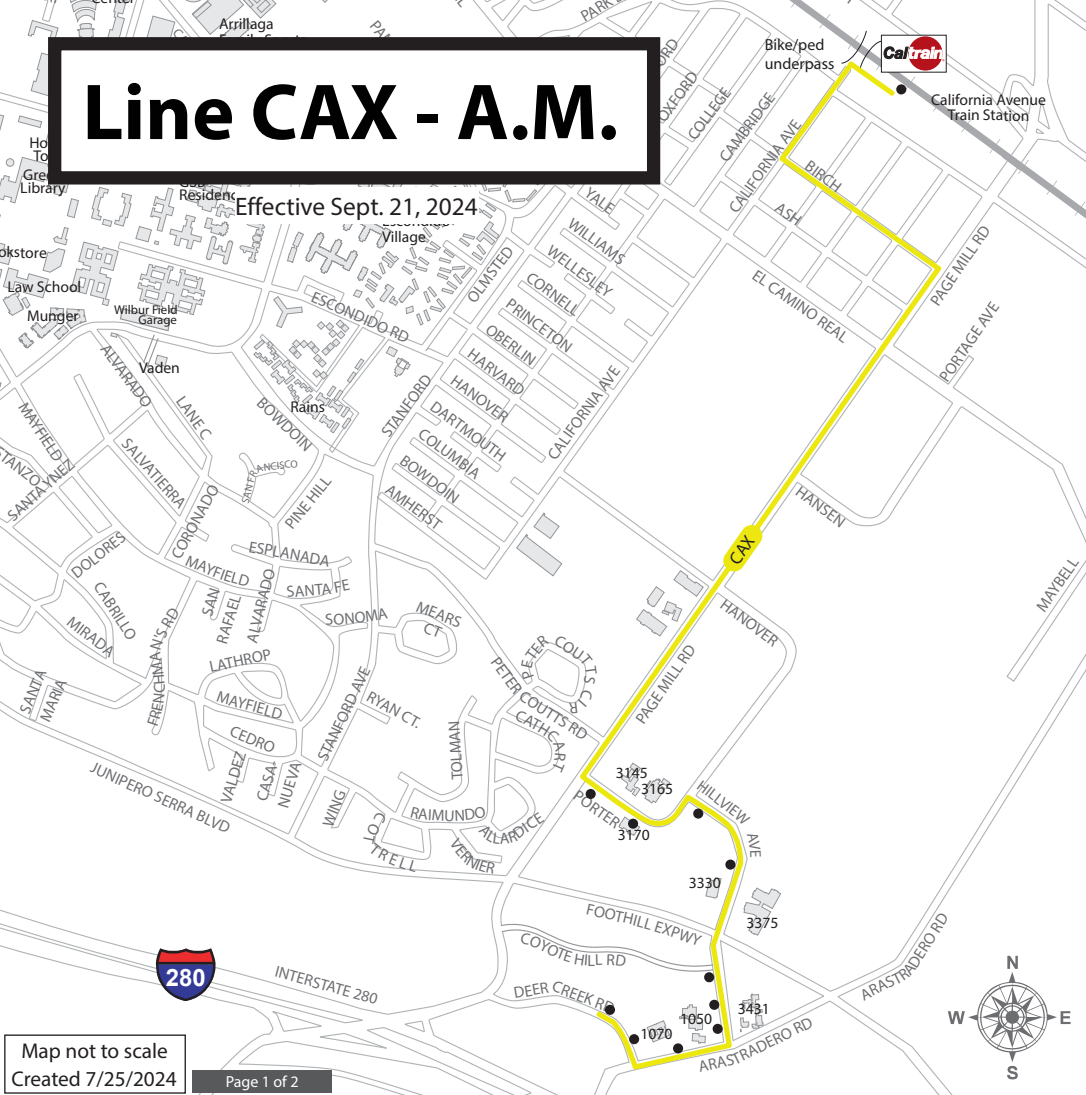 Center
Arrillaga
PARK
Bike/ped
underpass
Caltrain
California Avenue
Train Station
Line CAX - A.M.
Effective Sept. 21, 2024
OXFORD
COLLEGE
CAMBRIDGE
CALIFORNIA AVE
BIRCH
ASH
Library
Escondido
Village
YALE
WILLIAMS
WELLESLEY
CORNELL
PRINCETON
OBERLIN
HARVARD
HANOVER
DARTMOUTH
COLUMBIA
BOWDOIN
AMHERST
OLMSTED
STANFORD
CALIFORNIA AVE
EL CAMINO REAL
PAGE MILL RD
PORTAGE AVE
okstore
Law School
Munger
Wilbur Field
Garage
Vaden
ESCONDIDO RD
Rains
ALVARADO
LANE C
BOWDOIN
MAYFIELD
SANTA YNEZ
SALVATIERRA
SAN FRANCISCO
PINE HILL
CORONADO
HANSEN
CAX
DOLORES
ESPLANADA
MAYFIELD
SANTA FE
CABRILLO
SAN
RAFAEL
ALVARADO
SONOMA
MEARS
CT
MIRADA
FRENCHMAN'S RD
LATHROP
HANOVER
MAYBELL
PETER
COUTTS CIR
PETER COUTTS RD
PAGE MILL RD
SANTA
MARIA
MAYFIELD
STANFORD AVE
RYAN CT.
CATHCART
CEDRO
VALDEZ
CASA-
NUEVA
TOLMAN
JUNIPERO SERRA BLVD
WING
COTTRELL
RAIMUNDO
ALLARDICE
VERNIER
3145
3165
PORTER
3170
HILLVIEW
AVE
3330
3375
FOOTHILL EXPWY
COYOTE HILL RD
280
INTERSTATE 280
DEER CREEK RD
1070
1050
3431
ARASTRADERO RD
ARASTRADERO RD
N
W
E
S
Map not to scale
Created 7/25/2024
Page 1 of 2